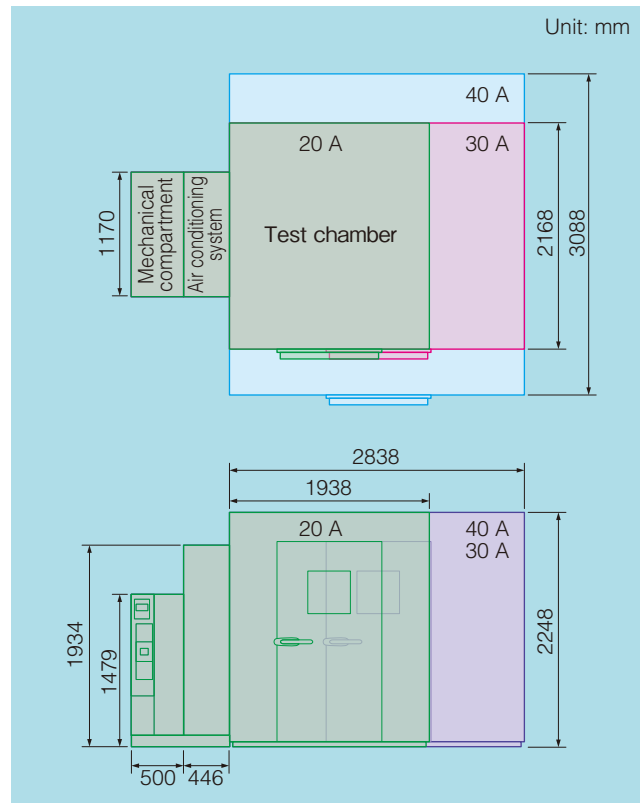 Unit: mm
40 A
20 A
30 A
Mechanical
compartment
Air conditioning
system
Test chamber
1170
2168
3088
2838
1938
20 A
40 A
30 A
1934
1479
2248
500
446